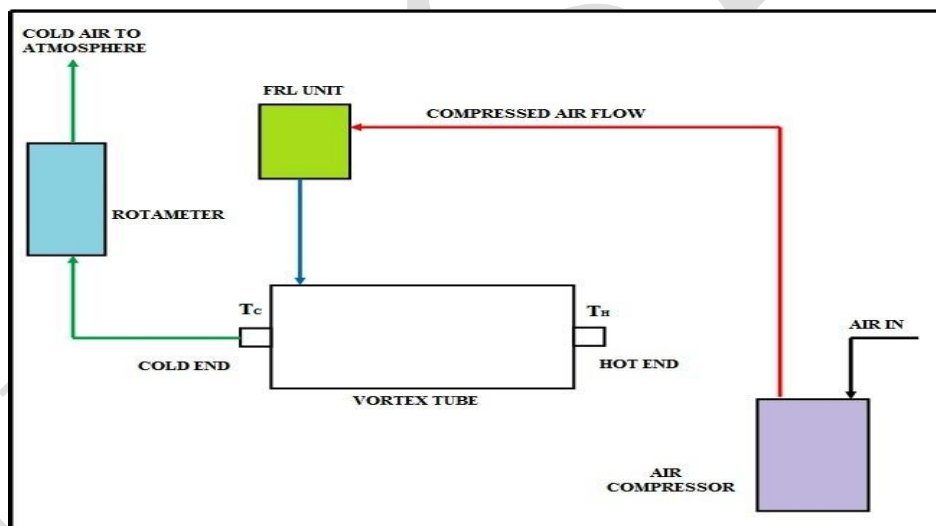 COLD AIR TO
ATMOSPHERE
FRL UNIT
COMPRESSED AIR FLOW
ROTAMETER
TC
TH
AIR IN
COLD END
HOT END
VORTEX TUBE
AIR
COMPRESSOR